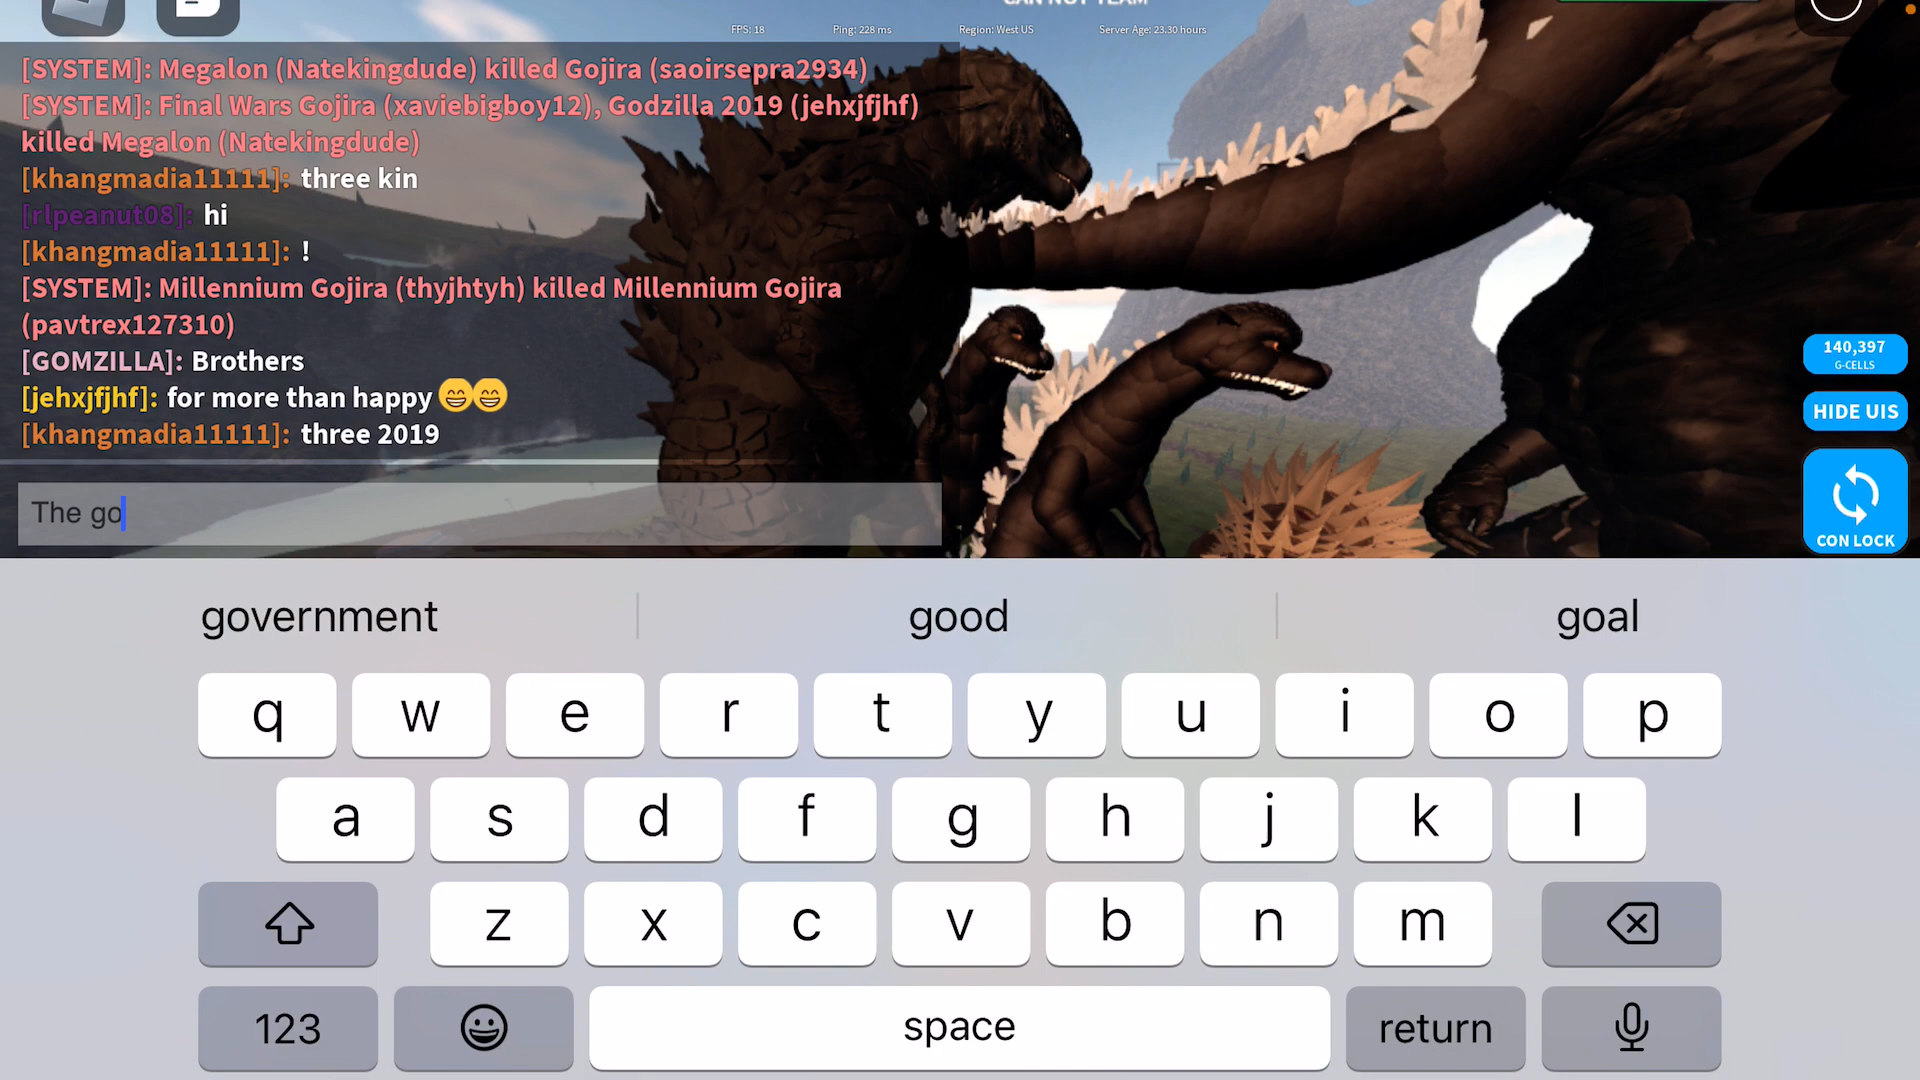 CAN NOT TEAM
FPS: 18 Ping: 228 ms Region: West US Server Age: 23.30 hours
[SYSTEM]: Megalon (Natekingdude) killed Gojira (saoirsepra2934)
[SYSTEM]: Final Wars Gojira (xaviebigboy12), Godzilla 2019 (jehxjfjhf)
killed Megalon (Natekingdude)
[khangmadia11111]: three kin
[rlpeanut08]: hi
[khangmadia11111]: !
[SYSTEM]: Millennium Gojira (thyjhtyh) killed Millennium Gojira
(pavtrex127310)
[GOMZILLA]: Brothers
[jehxjfjhf]: for more than happy 😁😁
[khangmadia11111]: three 2019
The go
140,397
G-CELLS
HIDE UIS
CON LOCK
government good goal
q w e r t y u i o p
a s d f g h j k l
z x c v b n m
123 space return